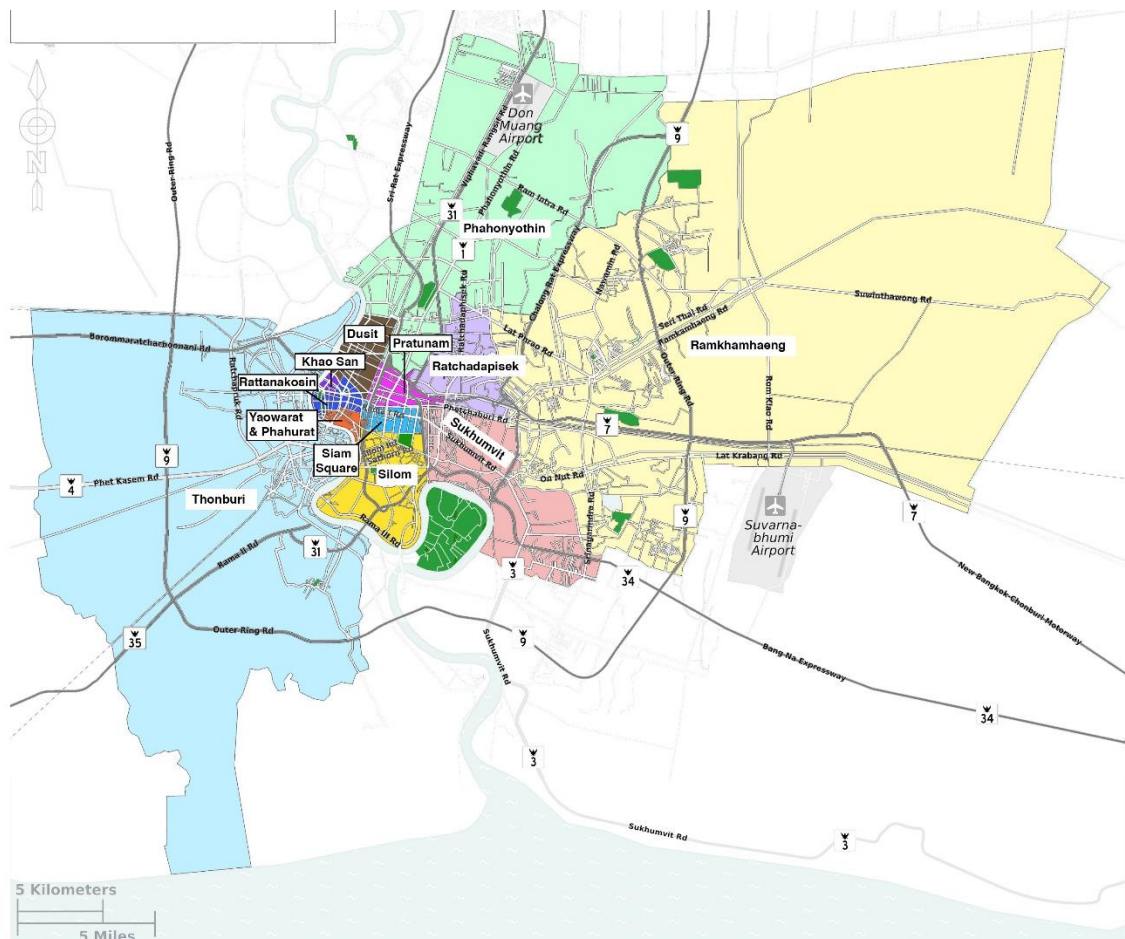 Don
Muang
Airport
9
Outer Ring Rd
Sri Rat Expressway
Viphavadi Rangsit Rd
Phahonyothin Rd
Ram Intra Rd
31
Phahonyothin
1
Chalong Rat Expressway
Nawamin Rd
Ratchadaphisek Rd
Suwinthawong Rd
Seri Thai Rd
Ramkamhaeng Rd
Lat Phrao Rd
Dusit
Pratunam
Ramkhamhaeng
Borommaratchachonnani Rd
Khao San
Ratchadapisek
Ratchapruk Rd
Rattanakosin
Outer Ring Rd
Rom Klao Rd
Yaowarat
& Phahurat
Phetchaburi Rd
7
Sukhumvit
Sukhumvit Rd
Siam
Square
Lat Krabang Rd
9
Phet Kasem Rd
4
Silom
On Nut Rd
Thonburi
Suvarna-
bhumi
Airport
7
9
Rama III Rd
Srinagarindra Rd
Rama II Rd
31
3
34
New Bangkok-Chonburi Motorway
Outer Ring Rd
35
9
Sukhumvit Rd
Bang Na Expressway
34
3
Sukhumvit Rd
3
N
5 Kilometers
5 Miles